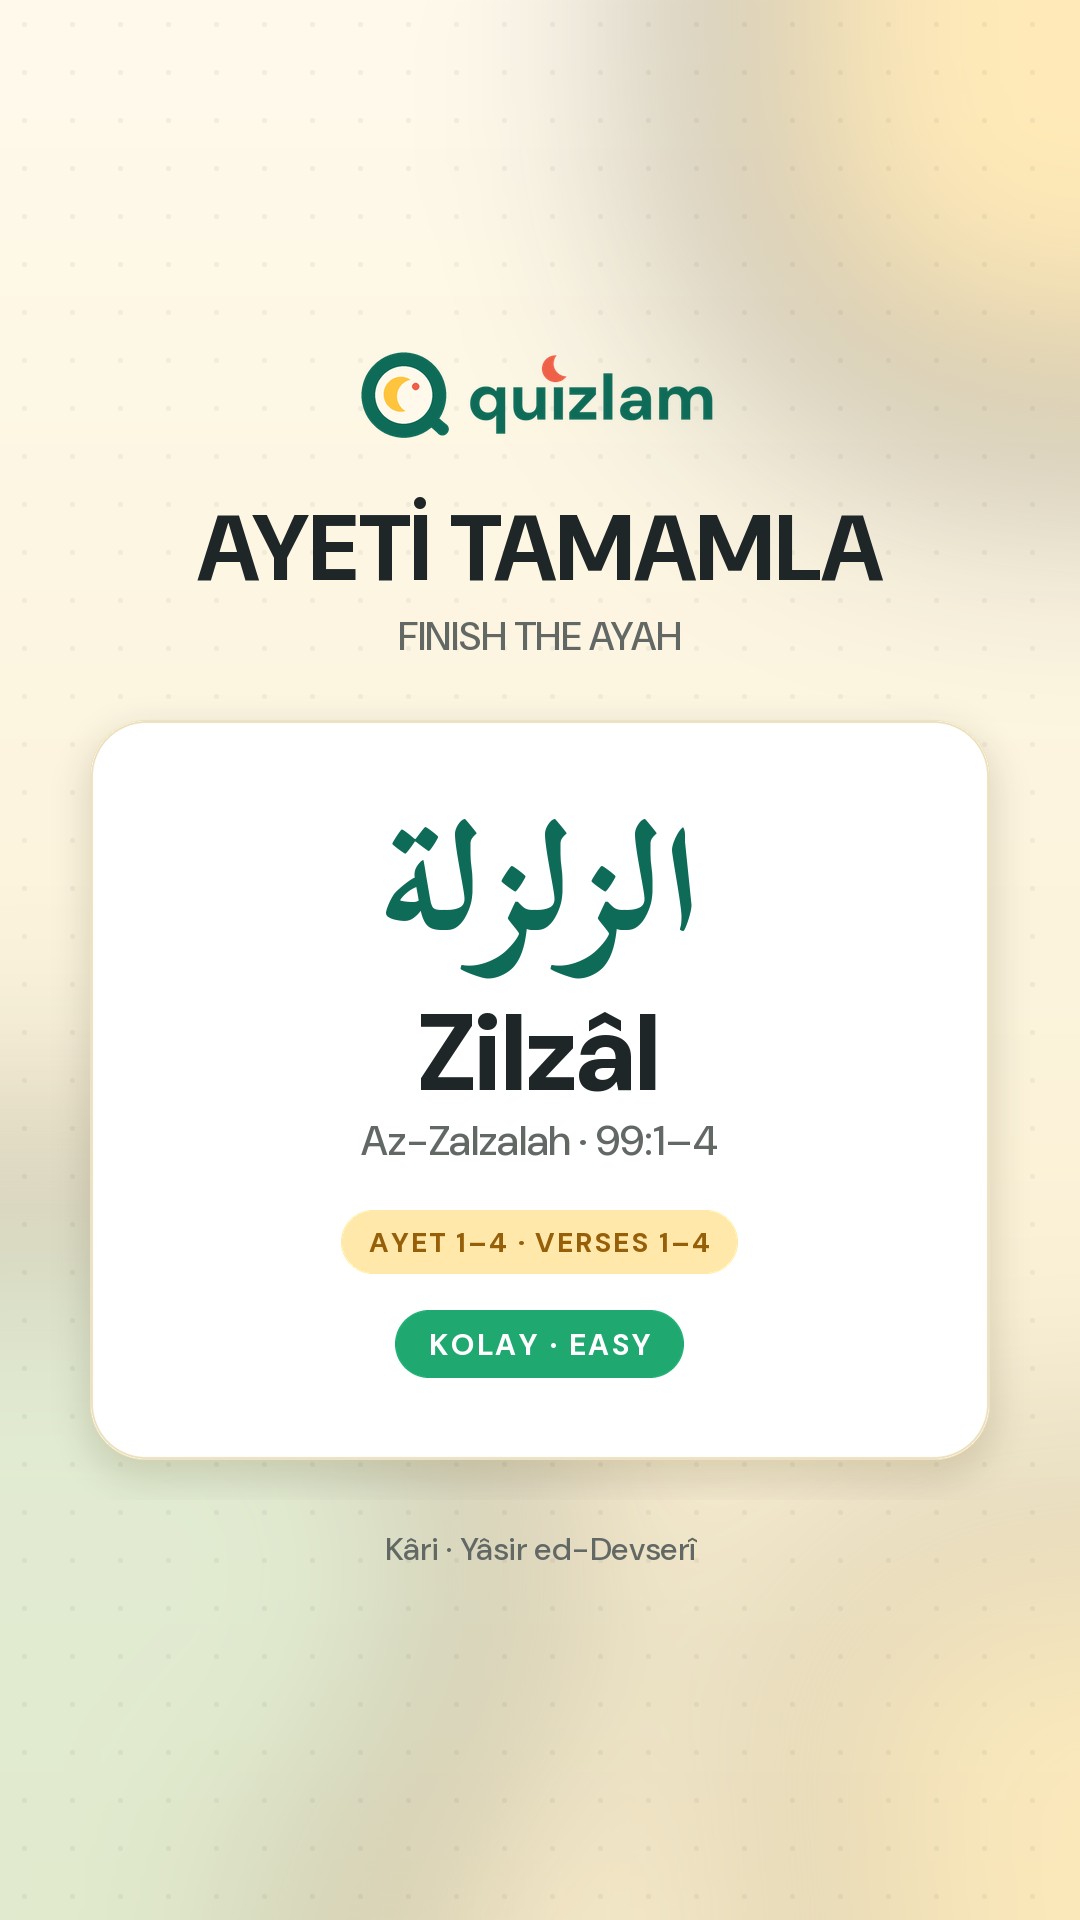 quizlam
AYETİ TAMAMLA
FINISH THE AYAH
الزلزلة
Zilzâl
Az-Zalzalah · 99:1–4
AYET 1–4 · VERSES 1–4
KOLAY · EASY
Kâri · Yâsir ed-Devserî